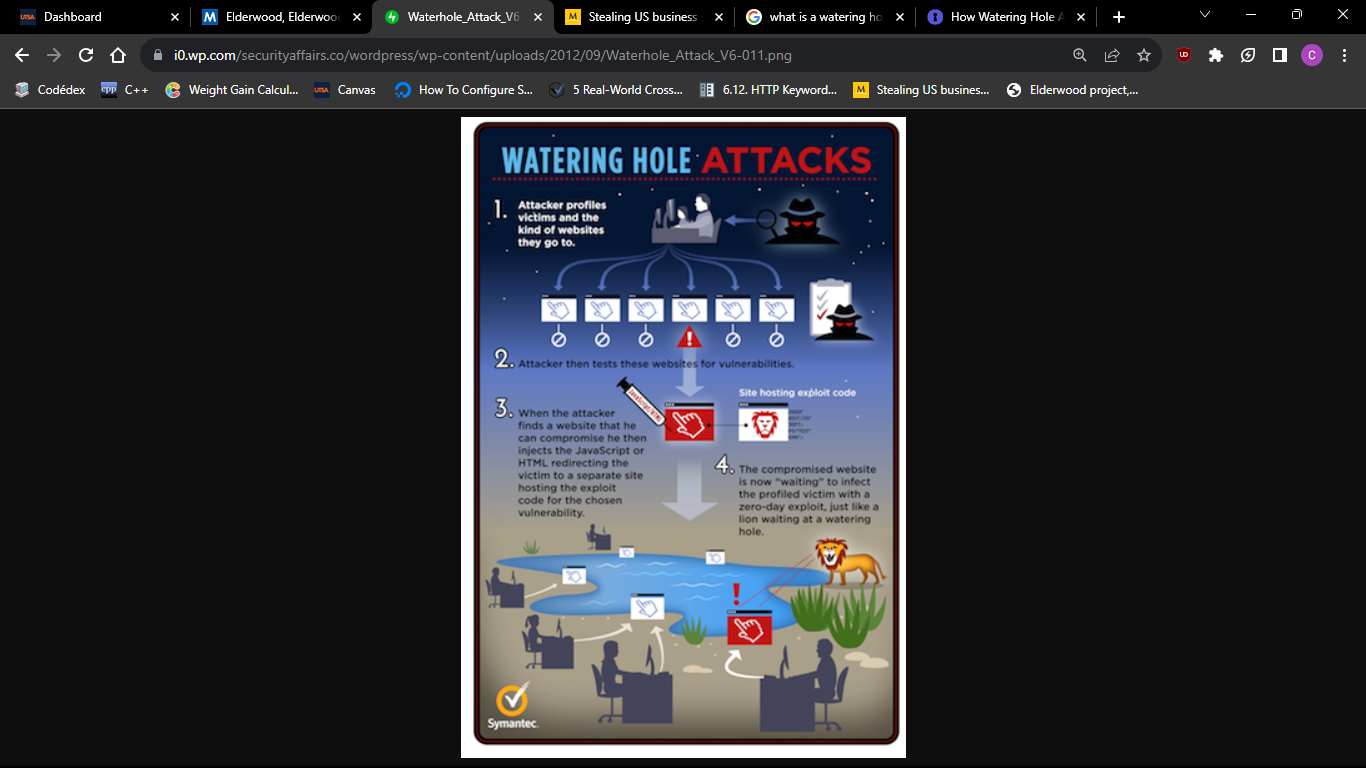 Dashboard
Elderwood, Elderwoo
Waterhole_Attack_V6
Stealing US business
what is a watering ho
How Watering Hole A
i0.wp.com/securityaffairs.co/wordpress/wp-content/uploads/2012/09/Waterhole_Attack_V6-011.png
C
Codédex
C++
Weight Gain Calcul...
Canvas
How To Configure S...
5 Real-World Cross...
6.12. HTTP Keyword...
Stealing US busines...
Elderwood project,...
WATERING HOLE ATTACKS
1. Attacker profiles
victims and the
kind of websites
they go to.
2. Attacker then tests these websites for vulnerabilities.
JavaScript/HTML
Site hosting exploit code
3. When the attacker
finds a website that he
can compromise he then
injects the JavaScript or
HTML redirecting the
victim to a separate site
hosting the exploit
code for the chosen
vulnerability.
4. The compromised website
is now “waiting” to infect
the profiled victim with a
zero-day exploit, just like a
lion waiting at a watering
hole.
!
Symantec.